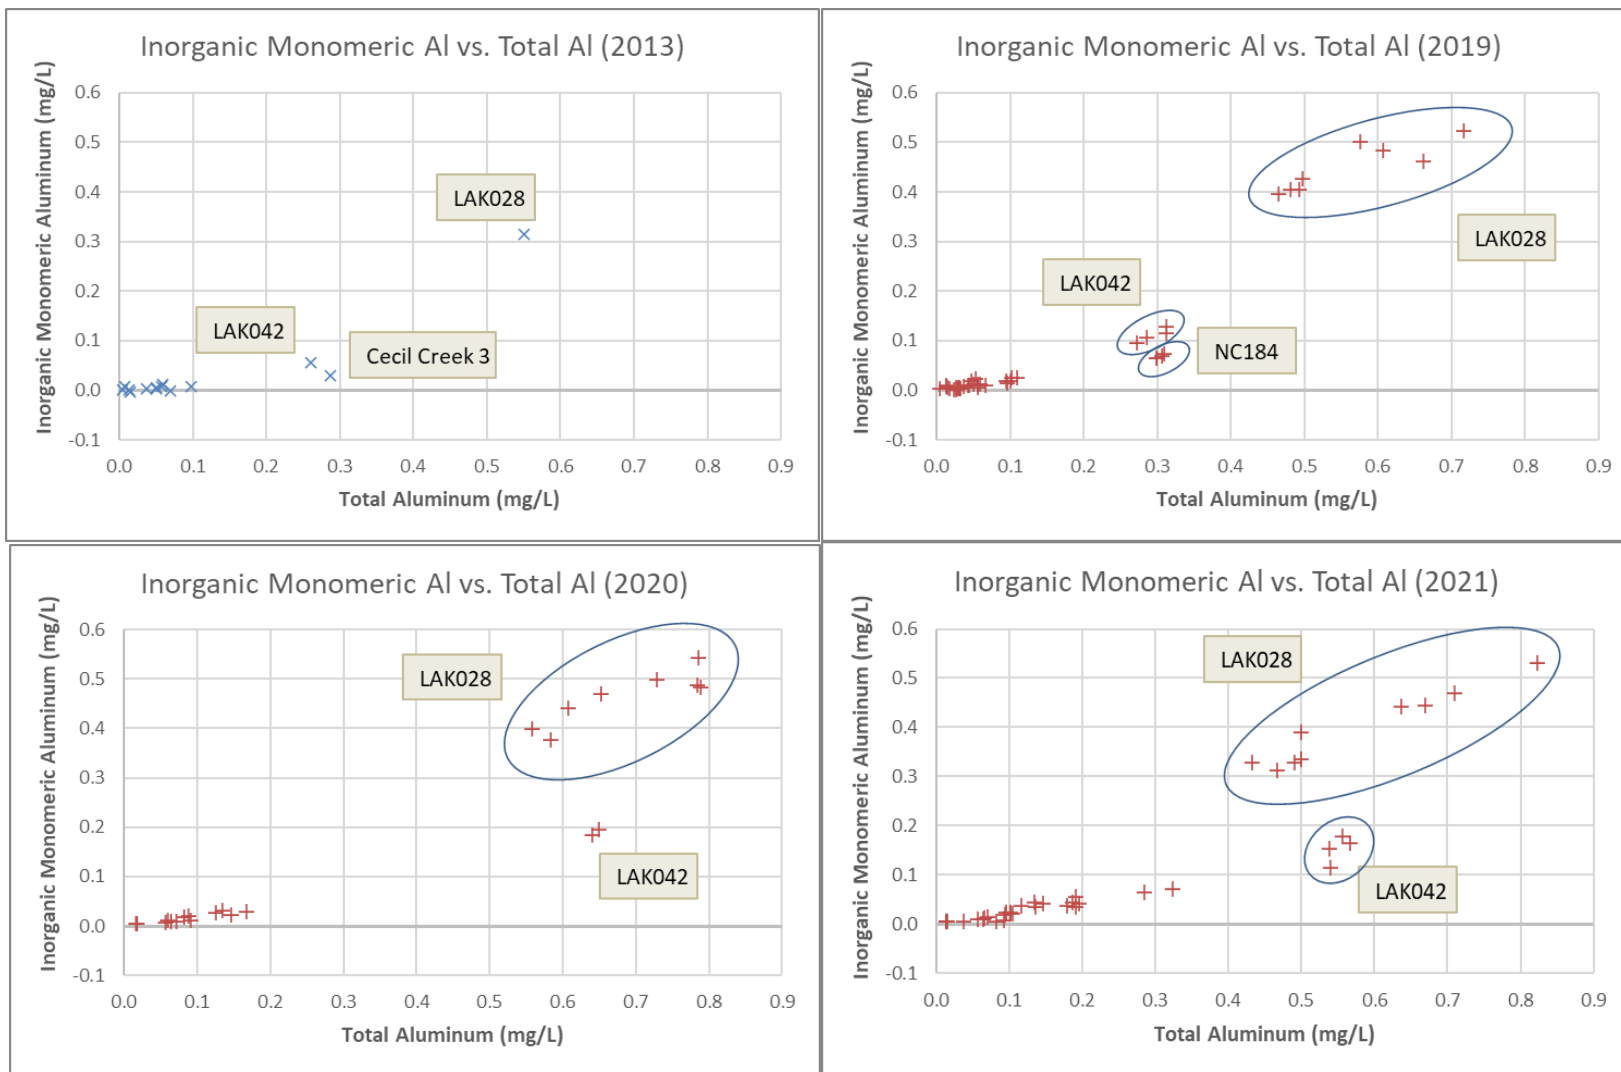 Inorganic Monomeric Al vs. Total Al (2013)
Inorganic Monomeric Aluminum (mg/L)
0.6
0.5
0.4
0.3
0.2
0.1
0.0
-0.1
LAK028
LAK042
Cecil Creek 3
0.0 0.1 0.2 0.3 0.4 0.5 0.6 0.7 0.8 0.9
Total Aluminum (mg/L)
Inorganic Monomeric Al vs. Total Al (2019)
Inorganic Monomeric Aluminum (mg/L)
0.6
0.5
0.4
0.3
0.2
0.1
0.0
-0.1
LAK028
LAK042
NC184
0.0 0.1 0.2 0.3 0.4 0.5 0.6 0.7 0.8 0.9
Total Aluminum (mg/L)
Inorganic Monomeric Al vs. Total Al (2020)
Inorganic Monomeric Aluminum (mg/L)
0.6
0.5
0.4
0.3
0.2
0.1
0.0
-0.1
LAK028
LAK042
0.0 0.1 0.2 0.3 0.4 0.5 0.6 0.7 0.8 0.9
Total Aluminum (mg/L)
Inorganic Monomeric Al vs. Total Al (2021)
Inorganic Monomeric Aluminum (mg/L)
0.6
0.5
0.4
0.3
0.2
0.1
0.0
-0.1
LAK028
LAK042
0.0 0.1 0.2 0.3 0.4 0.5 0.6 0.7 0.8 0.9
Total Aluminum (mg/L)